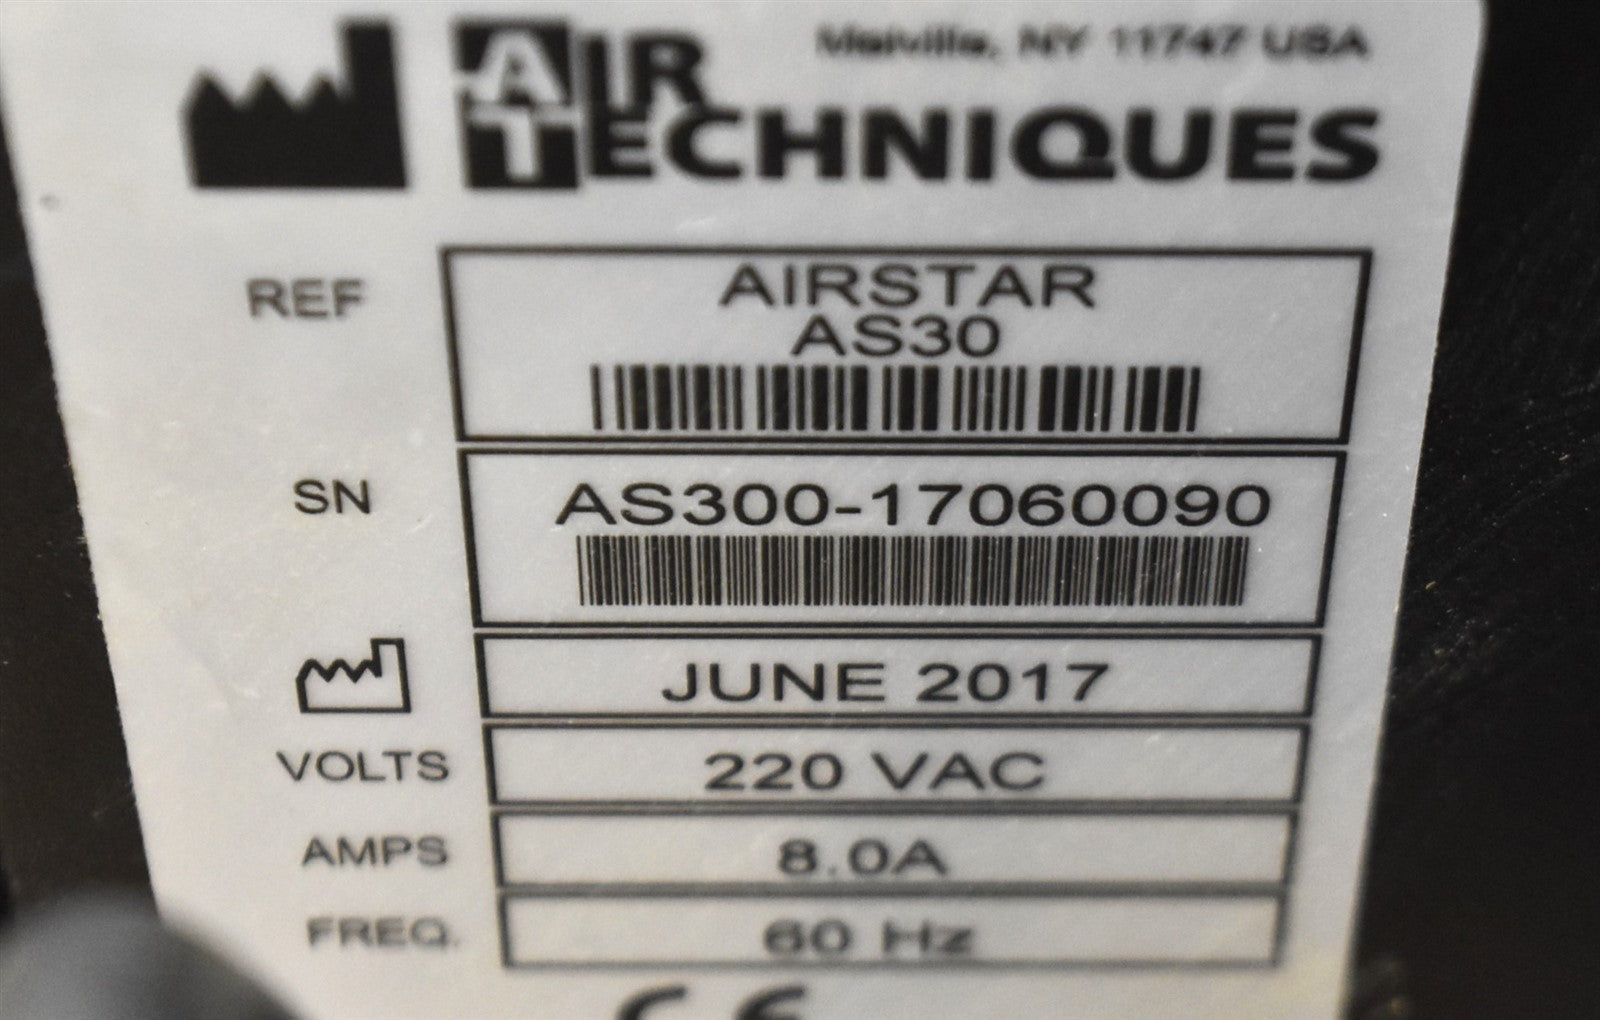 Melville, NY 11747 USA
AIR
TECHNIQUES
REF
AIRSTAR
AS30
SN
AS300-17060090
JUNE 2017
VOLTS
220 VAC
AMPS
8.0A
FREQ.
60 Hz
CE